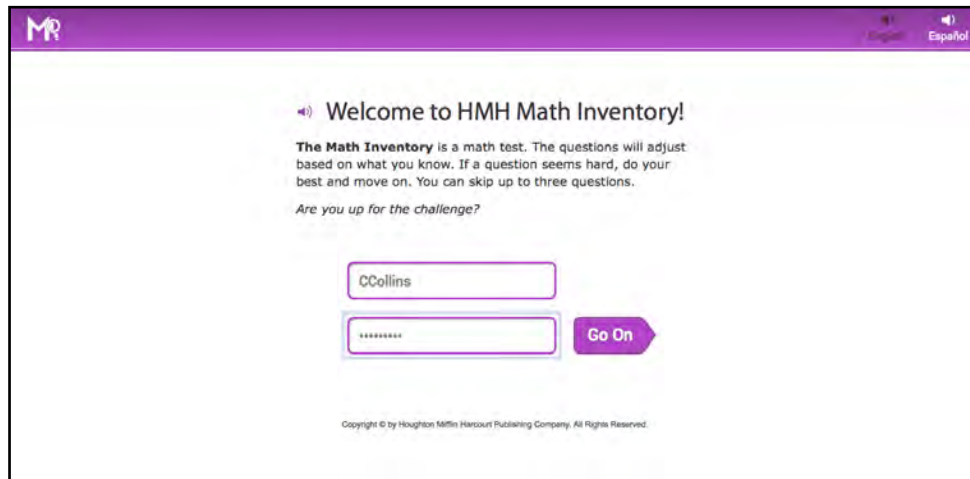 MI
English
Español
Welcome to HMH Math Inventory!
The Math Inventory is a math test. The questions will adjust
based on what you know. If a question seems hard, do your
best and move on. You can skip up to three questions.
Are you up for the challenge?
CCollins
•••••••••
Go On
Copyright © by Houghton Mifflin Harcourt Publishing Company. All Rights Reserved.